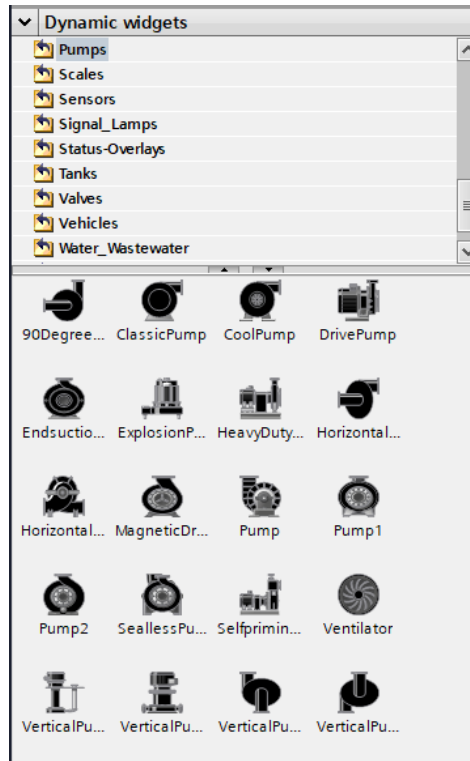 Dynamic widgets
Pumps
Scales
Sensors
Signal_Lamps
Status-Overlays
Tanks
Valves
Vehicles
Water_Wastewater
90Degree... ClassicPump CoolPump DrivePump
Endsuctio... ExplosionP... HeavyDuty... Horizontal...
Horizontal... MagneticDr... Pump Pump1
Pump2 SeallessPu... Selfprimin... Ventilator
VerticalPu... VerticalPu... VerticalPu... VerticalPu...